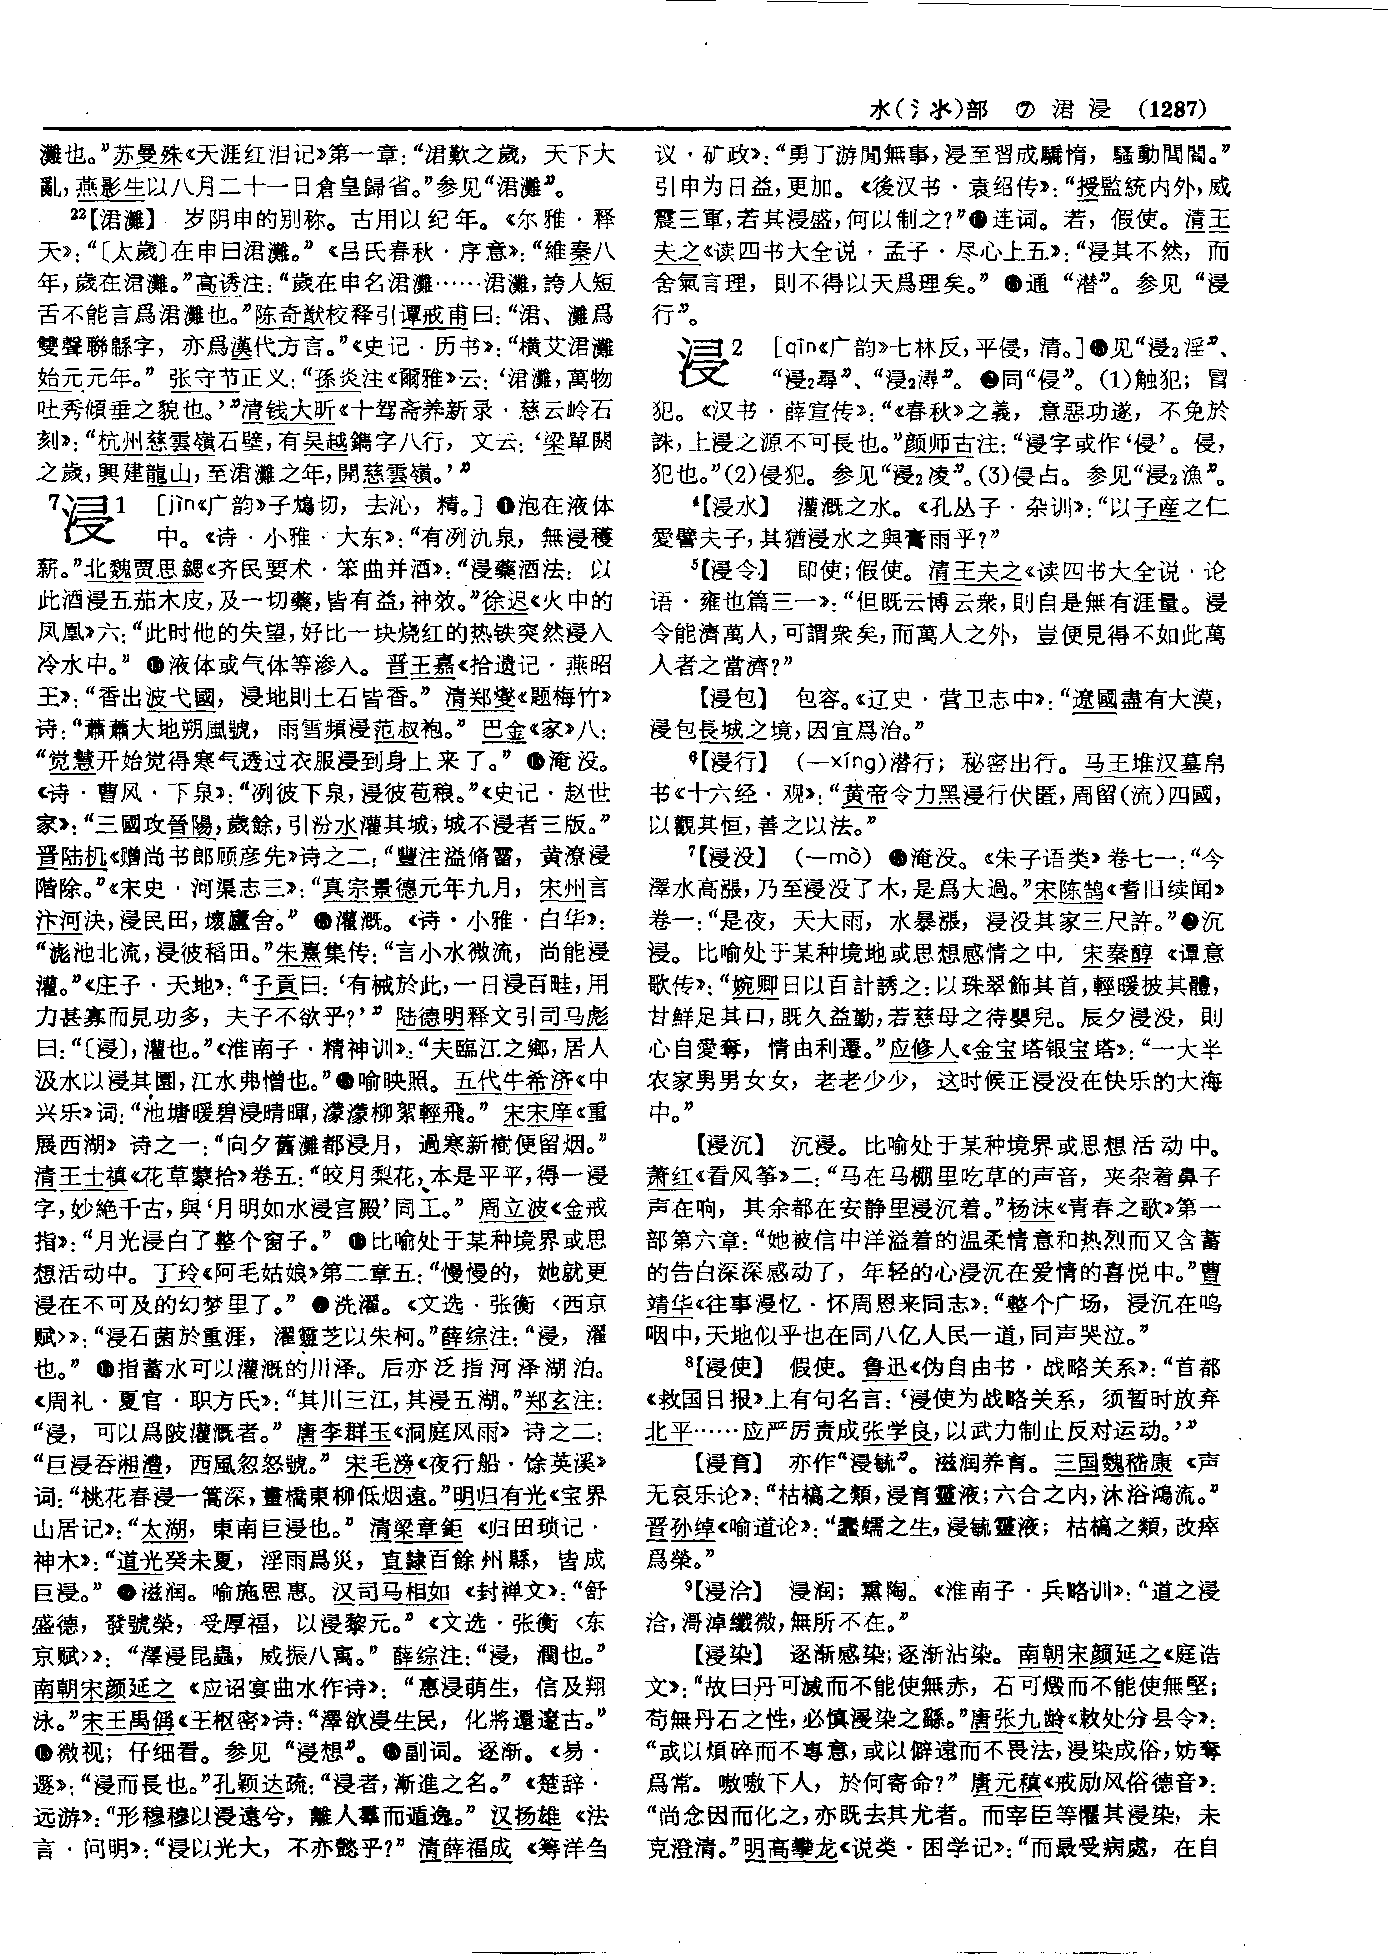 水(氵氺)部 ⑦ 涒 浸 (1287)
灘也。”苏曼殊《天涯红泪记》第一章：“涒歎之歲，天下大
亂，燕影生以八月二十一日倉皇歸省。”参见“涒灘”。
22【涒灘】 岁阴申的别称。古用以纪年。《尔雅·释
天》：“〔太歲〕在申曰涒灘。”《吕氏春秋·序意》：“維秦八
年，歲在涒灘。”高诱注：“歲在申名涒灘……涒灘，誇人短
舌不能言爲涒灘也。”陈奇猷校释引谭戒甫曰：“涒、灘爲
雙聲聯緜字，亦爲漢代方言。”《史记·历书》：“横艾涒灘
始元元年。”张守节正义：“孫炎注《爾雅》云：‘涒灘，萬物
吐秀傾垂之貌也。’”清钱大昕《十驾斋养新录·慈云岭石
刻》：“杭州慈雲嶺石壁，有吴越鐫字八行，文云：‘梁單閼
之歲，興建龍山，至涒灘之年，開慈雲嶺。’”
7浸1 [jìn《广韵》子鴆切，去沁，精。]❶泡在液体
中。《诗·小雅·大东》：“有冽氿泉，無浸穫
薪。”北魏贾思勰《齐民要术·笨曲并酒》：“浸藥酒法：以
此酒浸五茄木皮，及一切藥，皆有益，神效。”徐迟《火中的
凤凰》六：“此时他的失望，好比一块烧红的热铁突然浸入
冷水中。”❷液体或气体等渗入。晋王嘉《拾遗记·燕昭
王》：“香出波弋國，浸地則土石皆香。”清郑燮《题梅竹》
诗：“蕭蕭大地朔風號，雨雪頻浸范叔袍。”巴金《家》八：
“觉慧开始觉得寒气透过衣服浸到身上来了。”❸淹没。
《诗·曹风·下泉》：“冽彼下泉，浸彼苞稂。”《史记·赵世
家》：“三國攻晉陽，歲餘，引汾水灌其城，城不浸者三版。”
晋陆机《赠尚书郎顾彦先》诗之二：“豐注溢脩霤，黄潦浸
階除。”《宋史·河渠志三》：“真宗景德元年九月，宋州言
汴河決，浸民田，壞廬舍。”❹灌溉。《诗·小雅·白华》：
“滮池北流，浸彼稻田。”朱熹集传：“言小水微流，尚能浸
灌。”《庄子·天地》：“子貢曰：‘有械於此，一日浸百畦，用
力甚寡而見功多，夫子不欲乎？’”陆德明释文引司马彪
曰：“〔浸〕，灌也。”《淮南子·精神训》：“夫臨江之鄉，居人
汲水以浸其園，江水弗憎也。”❺喻映照。五代牛希济《中
兴乐》词：“池塘暖碧浸晴暉，濛濛柳絮輕飛。”宋宋庠《重
展西湖》诗之一：“向夕舊灘都浸月，過寒新樹便留烟。”
清王士禛《花草蒙拾》卷五：“皎月梨花，本是平平，得一浸
字，妙絶千古，與‘月明如水浸宫殿’同工。”周立波《金戒
指》：“月光浸白了整个窗子。”❻比喻处于某种境界或思
想活动中。丁玲《阿毛姑娘》第二章五：“慢慢的，她就更
浸在不可及的幻梦里了。”❼洗濯。《文选·张衡〈西京
赋〉》：“浸石菌於重涯，濯靈芝以朱柯。”薛综注：“浸，濯
也。”❽指蓄水可以灌溉的川泽。后亦泛指河泽湖泊。
《周礼·夏官·职方氏》：“其川三江，其浸五湖。”郑玄注：
“浸，可以爲陂灌溉者。”唐李群玉《洞庭风雨》诗之二：
“巨浸吞湘澧，西風忽怒號。”宋毛滂《夜行船·馀英溪》
词：“桃花春浸一篙深，畫橋東柳低烟遠。”明归有光《宝界
山居记》：“太湖，東南巨浸也。”清梁章鉅《归田琐记·
神木》：“道光癸未夏，淫雨爲災，直隸百餘州縣，皆成
巨浸。”❾滋润。喻施恩惠。汉司马相如《封禅文》：“舒
盛德，發號榮，受厚福，以浸黎元。”《文选·张衡〈东
京赋〉》：“澤浸昆蟲，威振八㝢。”薛综注：“浸，潤也。”
南朝宋颜延之《应诏宴曲水作诗》：“惠浸萌生，信及翔
泳。”宋王禹偁《王枢密》诗：“澤欲浸生民，化將還邃古。”
❿微视；仔细看。参见“浸想”。⓫副词。逐渐。《易·
遯》：“浸而長也。”孔颖达疏：“浸者，漸進之名。”《楚辞·
远游》：“形穆穆以浸遠兮，離人羣而遁逸。”汉扬雄《法
言·问明》：“浸以光大，不亦懿乎？”清薛福成《筹洋刍
议·矿政》：“勇丁游閒無事，浸至習成驕惰，騷動閭閻。”
引申为日益，更加。《後汉书·袁绍传》：“授監統内外，威
震三軍，若其浸盛，何以制之？”⓬连词。若，假使。清王
夫之《读四书大全说·孟子·尽心上五》：“浸其不然，而
舍氣言理，則不得以天爲理矣。”⓭通“潜”。参见“浸
行”。
浸2 [qīn《广韵》七林反，平侵，清。]❶见“浸2淫”、
“浸2尋”、“浸2潯”。❷同“侵”。(1)触犯；冒
犯。《汉书·薛宣传》：“《春秋》之義，意惡功遂，不免於
誅，上浸之源不可長也。”颜师古注：“浸字或作‘侵’。侵，
犯也。”(2)侵犯。参见“浸2凌”。(3)侵占。参见“浸2漁”。
4【浸水】 灌溉之水。《孔丛子·杂训》：“以子産之仁
愛譬夫子，其猶浸水之與膏雨乎？”
5【浸令】 即使；假使。清王夫之《读四书大全说·论
语·雍也篇三一》：“但既云博云衆，則自是無有涯量。浸
令能濟萬人，可謂衆矣，而萬人之外，豈便見得不如此萬
人者之當濟？”
【浸包】 包容。《辽史·营卫志中》：“遼國盡有大漠，
浸包長城之境，因宜爲治。”
6【浸行】 (—xíng)潜行；秘密出行。马王堆汉墓帛
书《十六经·观》：“黄帝令力黑浸行伏匿，周留(流)四國，
以觀其恒，善之以法。”
7【浸没】 (—mò) ❶淹没。《朱子语类》卷七一：“今
澤水高漲，乃至浸没了木，是爲大過。”宋陈鹄《耆旧续闻》
卷一：“是夜，天大雨，水暴漲，浸没其家三尺許。”❷沉
浸。比喻处于某种境地或思想感情之中，宋秦醇《谭意
歌传》：“婉卿日以百計誘之：以珠翠飾其首，輕暖披其體，
甘鮮足其口，既久益勤，若慈母之待嬰兒。辰夕浸没，則
心自愛奪，情由利遷。”应修人《金宝塔银宝塔》：“一大半
农家男男女女，老老少少，这时候正浸没在快乐的大海
中。”
【浸沉】 沉浸。比喻处于某种境界或思想活动中。
萧红《看风筝》二：“马在马棚里吃草的声音，夹杂着鼻子
声在响，其余都在安静里浸沉着。”杨沫《青春之歌》第一
部第六章：“她被信中洋溢着的温柔情意和热烈而又含蓄
的告白深深感动了，年轻的心浸沉在爱情的喜悦中。”曹
靖华《往事漫忆·怀周恩来同志》：“整个广场，浸沉在呜
咽中，天地似乎也在同八亿人民一道，同声哭泣。”
8【浸使】 假使。鲁迅《伪自由书·战略关系》：“首都
《救国日报》上有句名言：‘浸使为战略关系，须暂时放弃
北平……应严厉责成张学良，以武力制止反对运动。’”
【浸育】 亦作“浸毓”。滋润养育。三国魏嵇康《声
无哀乐论》：“枯槁之類，浸育靈液；六合之内，沐浴鴻流。”
晋孙绰《喻道论》：“蠢蠕之生，浸毓靈液；枯槁之類，改瘁
爲榮。”
9【浸洽】 浸润；熏陶。《淮南子·兵略训》：“道之浸
洽，滒淖纖微，無所不在。”
【浸染】 逐渐感染；逐渐沾染。南朝宋颜延之《庭诰
文》：“故曰丹可滅而不能使無赤，石可燬而不能使無堅；
苟無丹石之性，必慎浸染之繇。”唐张九龄《敕处分县令》：
“或以煩碎而不專意，或以僻遠而不畏法，浸染成俗，妨奪
爲常。嗷嗷下人，於何寄命？”唐元稹《戒励风俗德音》：
“尚念因而化之，亦既去其尤者。而宰臣等懼其浸染，未
克澄清。”明高攀龙《说类·困学记》：“而最受病處，在自